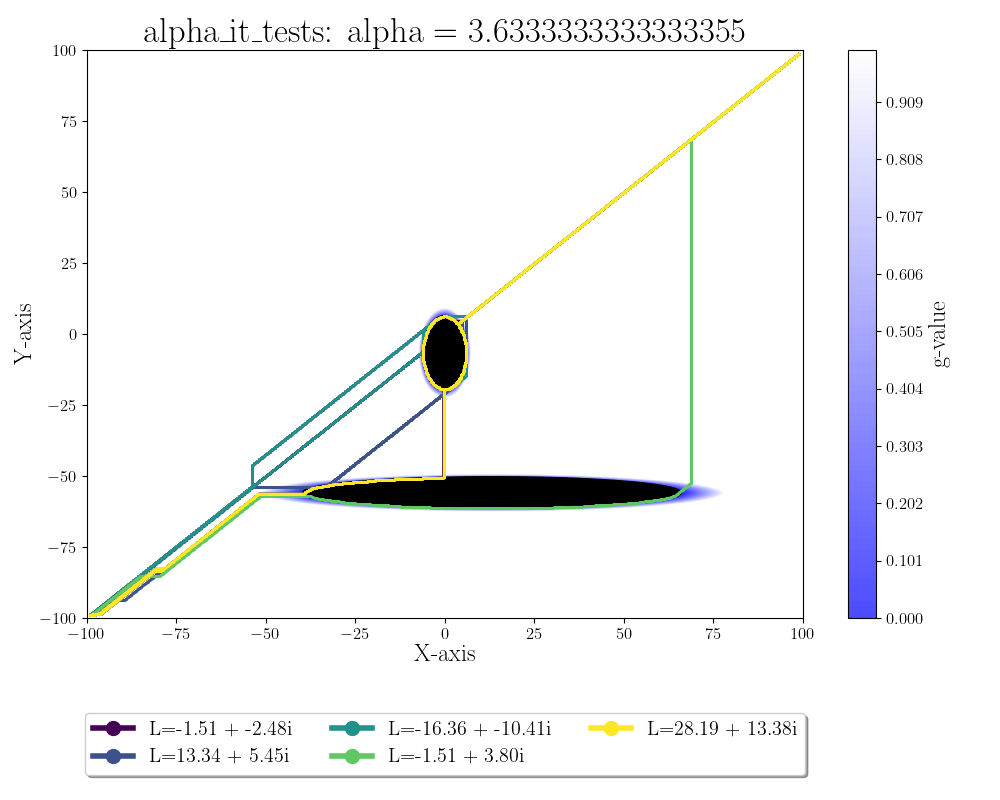 alpha_it_tests: alpha = 3.6333333333333355
100
75
50
25
0
−25
−50
−75
−100
Y-axis
−100 −75 −50 −25 0 25 50 75 100
X-axis
0.909
0.808
0.707
0.606
0.505
0.404
0.303
0.202
0.101
0.000
g-value
L=-1.51 + -2.48i L=-16.36 + -10.41i L=28.19 + 13.38i
L=13.34 + 5.45i L=-1.51 + 3.80i